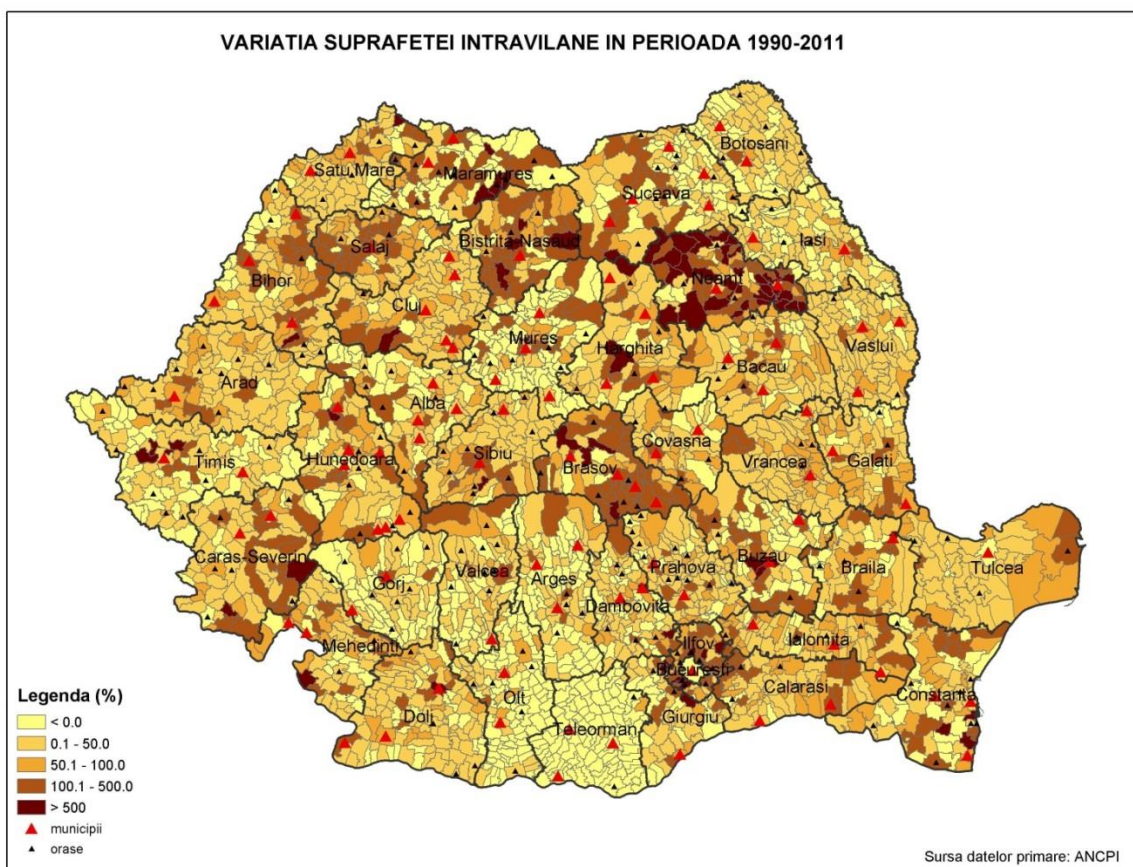 VARIATIA SUPRAFETEI INTRAVILANE IN PERIOADA 1990-2011
Botosani
Satu Mare
Maramures
Suceava
Iasi
Salaj
Bistrita-Nasaud
Neamt
Bihor
Cluj
Mures
Harghita
Bacau
Vaslui
Arad
Alba
Timis
Hunedoara
Sibiu
Brasov
Covasna
Vrancea
Galati
Caras-Severin
Gorj
Valcea
Arges
Prahova
Buzau
Braila
Tulcea
Dambovita
Mehedinti
Ilfov
Ialomita
Bucuresti
Calarasi
Constanta
Olt
Dolj
Giurgiu
Teleorman
Legenda (%)
< 0.0
0.1 - 50.0
50.1 - 100.0
100.1 - 500.0
> 500
municipii
orase
Sursa datelor primare: ANCPI